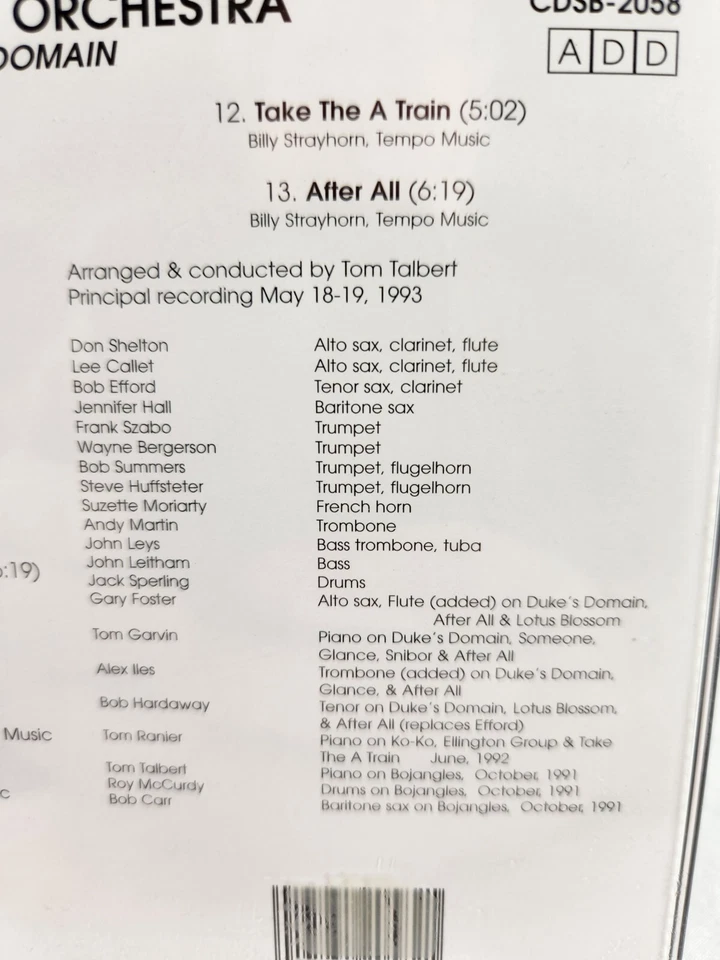 ORCHESTRA
CDSB-2058
DOMAIN
A D D
12. Take The A Train (5:02)
Billy Strayhorn, Tempo Music
13. After All (6:19)
Billy Strayhorn, Tempo Music
Arranged & conducted by Tom Talbert
Principal recording May 18-19, 1993
Don Shelton Alto sax, clarinet, flute
Lee Callet Alto sax, clarinet, flute
Bob Efford Tenor sax, clarinet
Jennifer Hall Baritone sax
Frank Szabo Trumpet
Wayne Bergerson Trumpet
Bob Summers Trumpet, flugelhorn
Steve Huffsteter Trumpet, flugelhorn
Suzette Moriarty French horn
Andy Martin Trombone
John Leys Bass trombone, tuba
:19) John Leitham Bass
Jack Sperling Drums
Gary Foster Alto sax, Flute (added) on Duke's Domain,
After All & Lotus Blossom
Tom Garvin Piano on Duke's Domain, Someone,
Glance, Snibor & After All
Alex Iles Trombone (added) on Duke's Domain,
Glance, & After All
Bob Hardaway Tenor on Duke's Domain, Lotus Blossom,
& After All (replaces Efford)
Music Tom Ranier Piano on Ko-Ko, Ellington Group & Take
The A Train June, 1992
Tom Talbert Piano on Bojangles, October, 1991
c Roy McCurdy Drums on Bojangles, October, 1991
Bob Carr Baritone sax on Bojangles, October, 1991